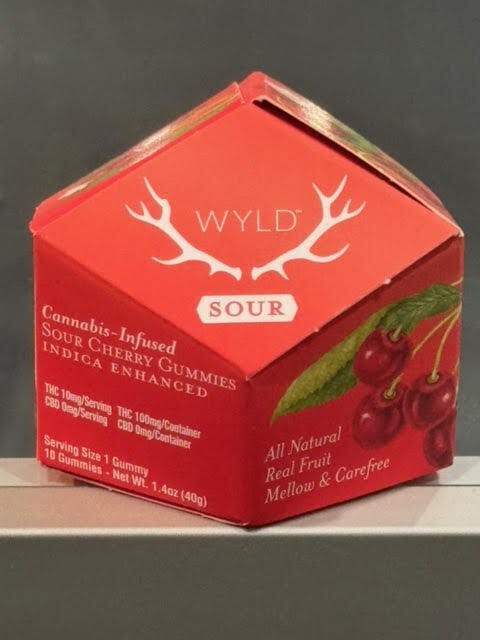 WYLD™
SOUR
Cannabis-Infused
SOUR CHERRY GUMMIES
INDICA ENHANCED
THC 10mg/Serving THC 100mg/Container
CBD 0mg/Serving CBD 0mg/Container
Serving Size 1 Gummy
10 Gummies - Net Wt. 1.4oz (40g)
All Natural
Real Fruit
Mellow & Carefree